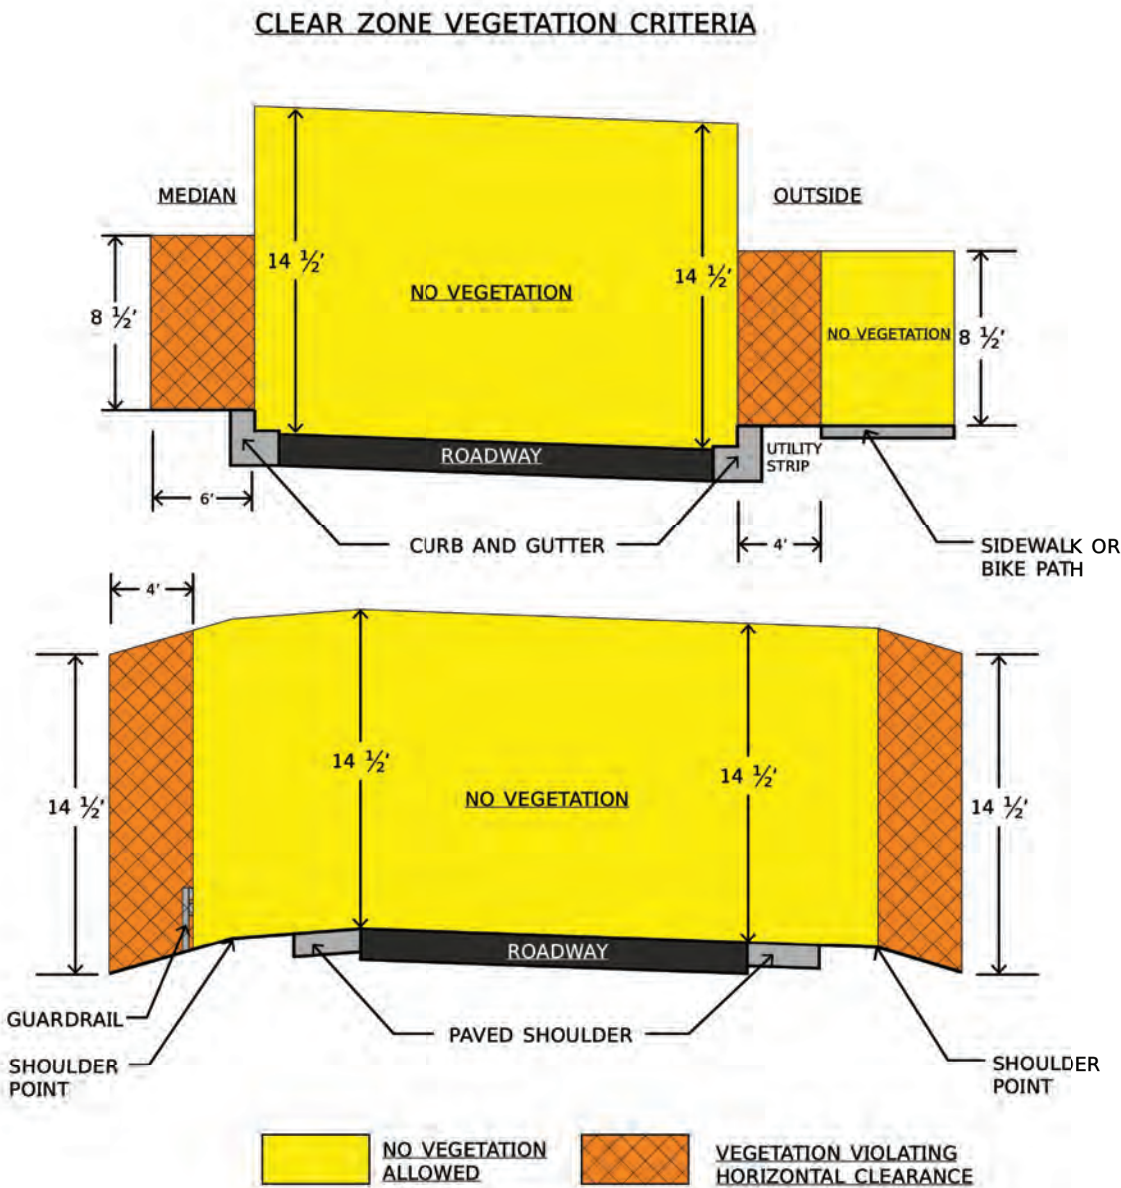 CLEAR ZONE VEGETATION CRITERIA
MEDIAN
OUTSIDE
14 ½'
14 ½'
NO VEGETATION
8 ½'
NO VEGETATION
8 ½'
ROADWAY
UTILITY
STRIP
6'
CURB AND GUTTER
4'
SIDEWALK OR
BIKE PATH
4'
14 ½'
14 ½'
NO VEGETATION
14 ½'
14 ½'
ROADWAY
GUARDRAIL
PAVED SHOULDER
SHOULDER
POINT
SHOULDER
POINT
NO VEGETATION
ALLOWED
VEGETATION VIOLATING
HORIZONTAL CLEARANCE